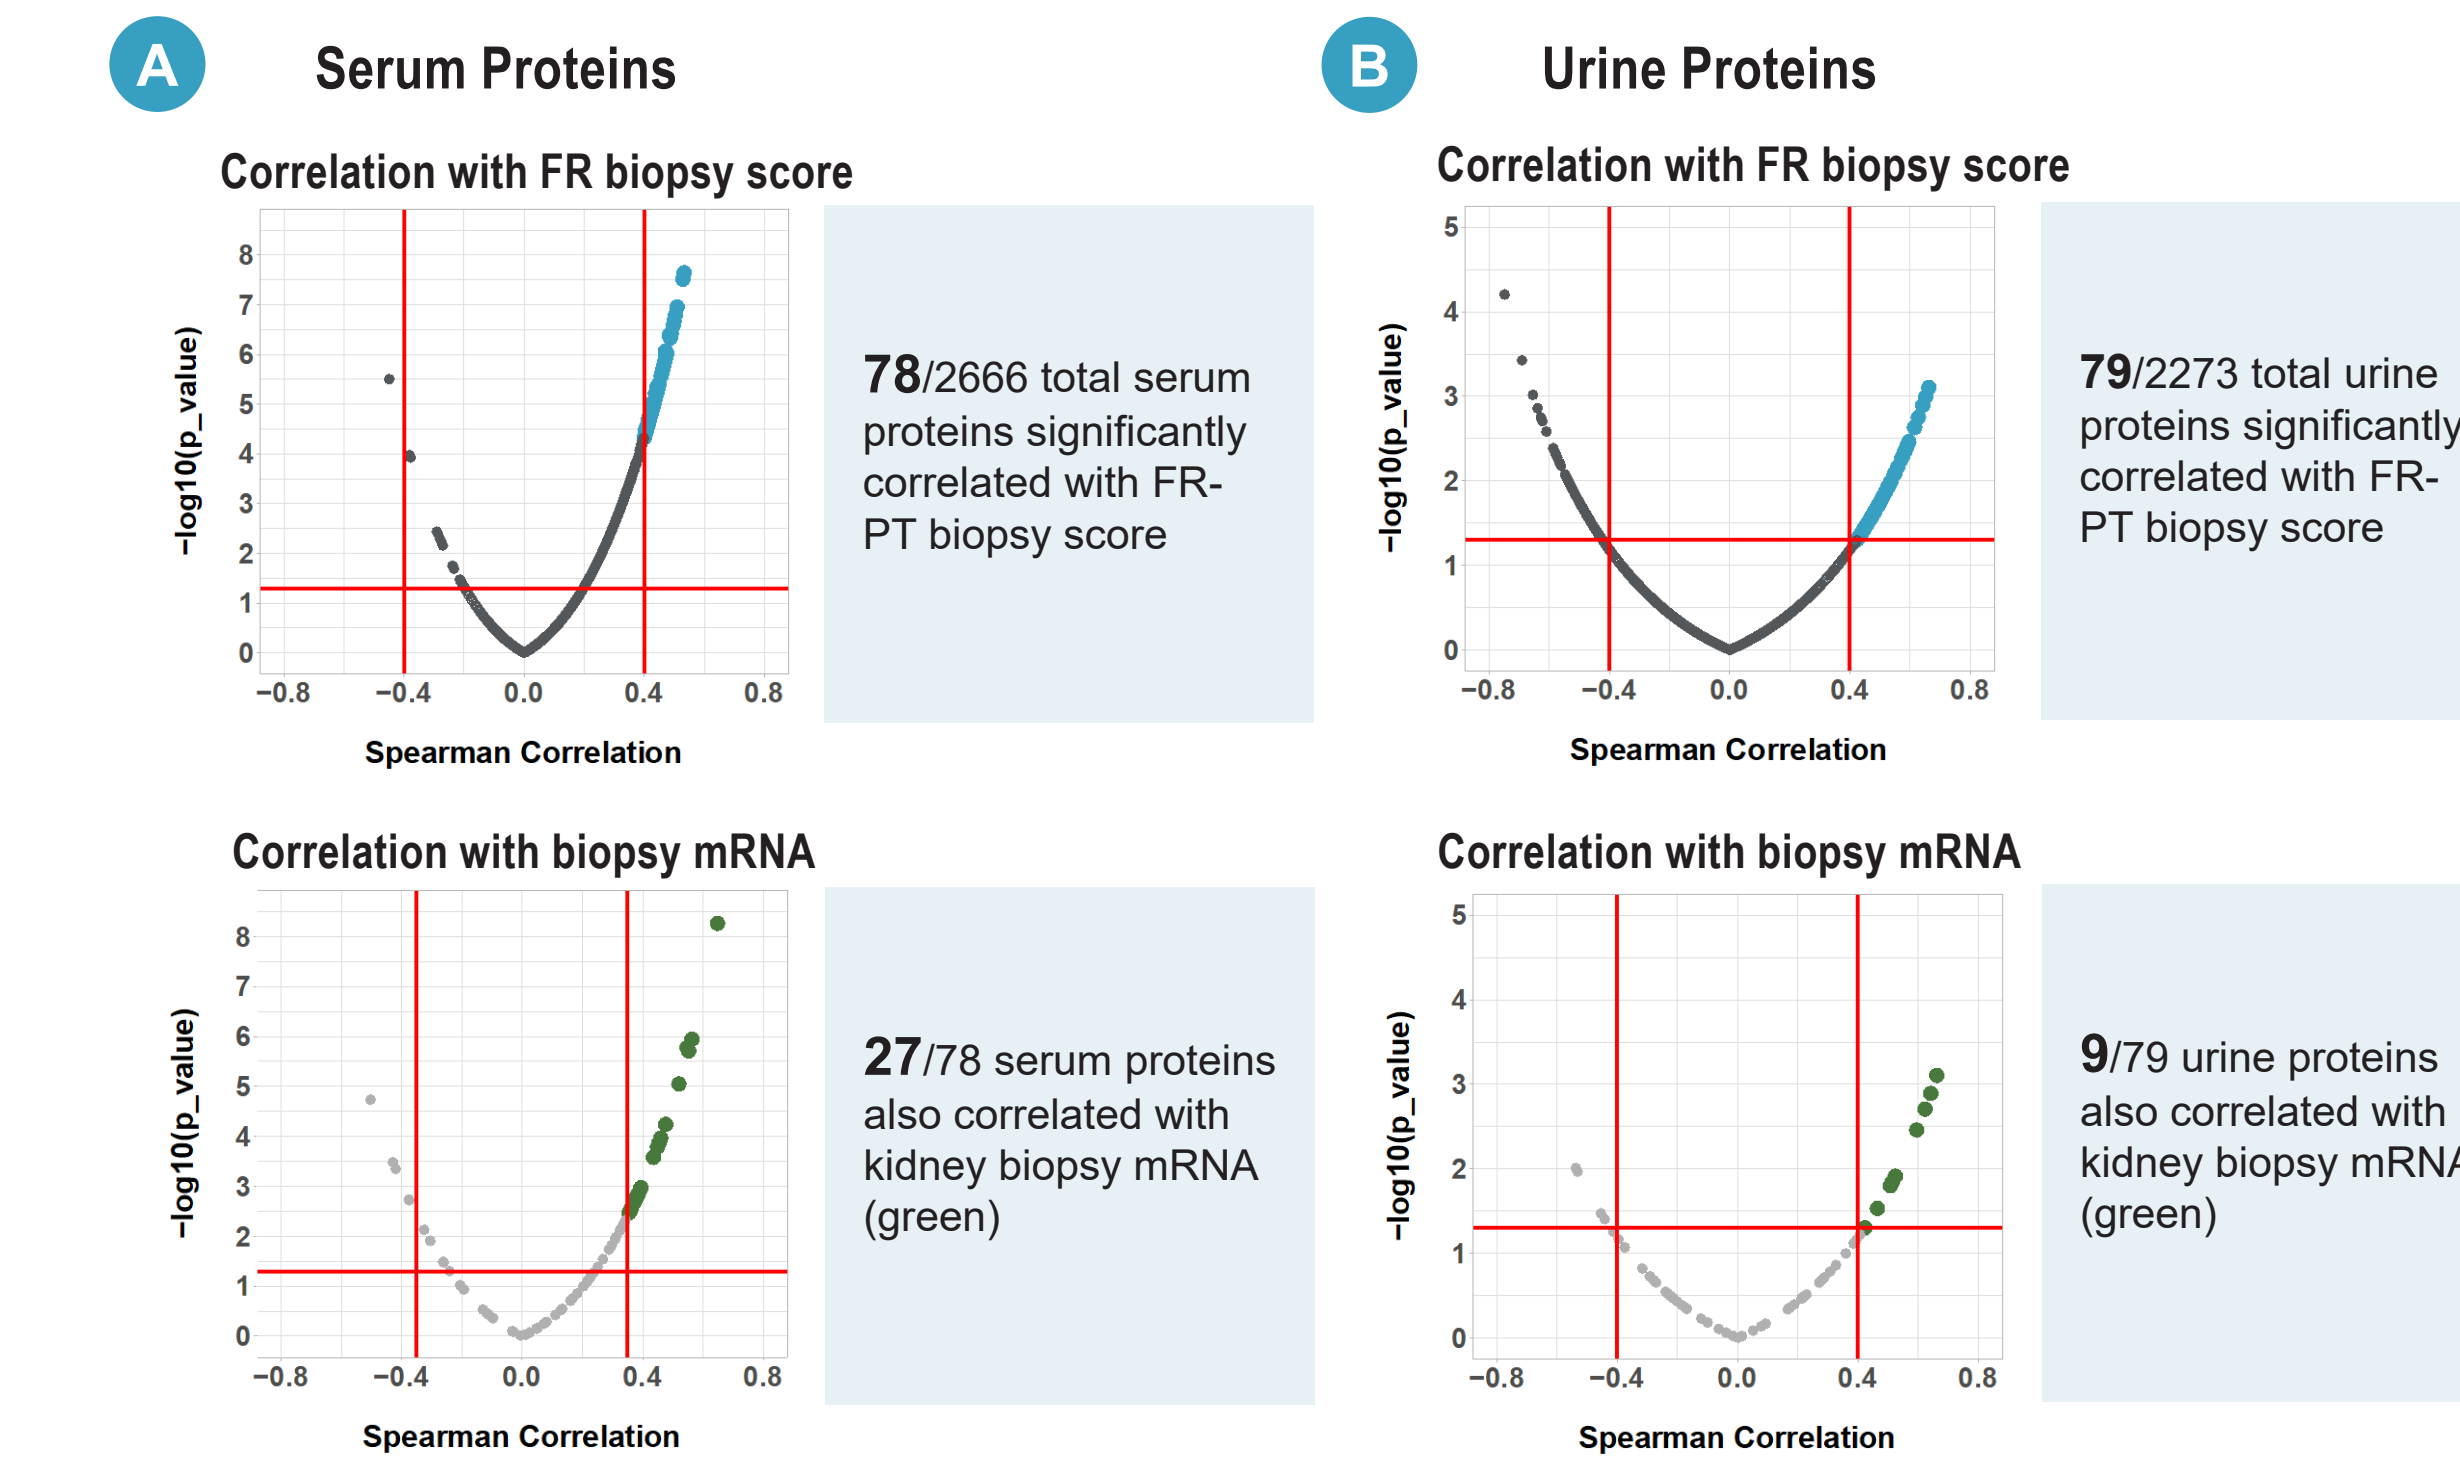 A
Serum Proteins
Correlation with FR biopsy score
−log10(p_value)
8
7
6
5
4
3
2
1
0
−0.8 −0.4 0.0 0.4 0.8
Spearman Correlation
78/2666 total serum
proteins significantly
correlated with FR-
PT biopsy score
Correlation with biopsy mRNA
−log10(p_value)
8
7
6
5
4
3
2
1
0
−0.8 −0.4 0.0 0.4 0.8
Spearman Correlation
27/78 serum proteins
also correlated with
kidney biopsy mRNA
(green)
B
Urine Proteins
Correlation with FR biopsy score
−log10(p_value)
5
4
3
2
1
0
−0.8 −0.4 0.0 0.4 0.8
Spearman Correlation
79/2273 total urine
proteins significantly
correlated with FR-
PT biopsy score
Correlation with biopsy mRNA
−log10(p_value)
5
4
3
2
1
0
−0.8 −0.4 0.0 0.4 0.8
Spearman Correlation
9/79 urine proteins
also correlated with
kidney biopsy mRNA
(green)